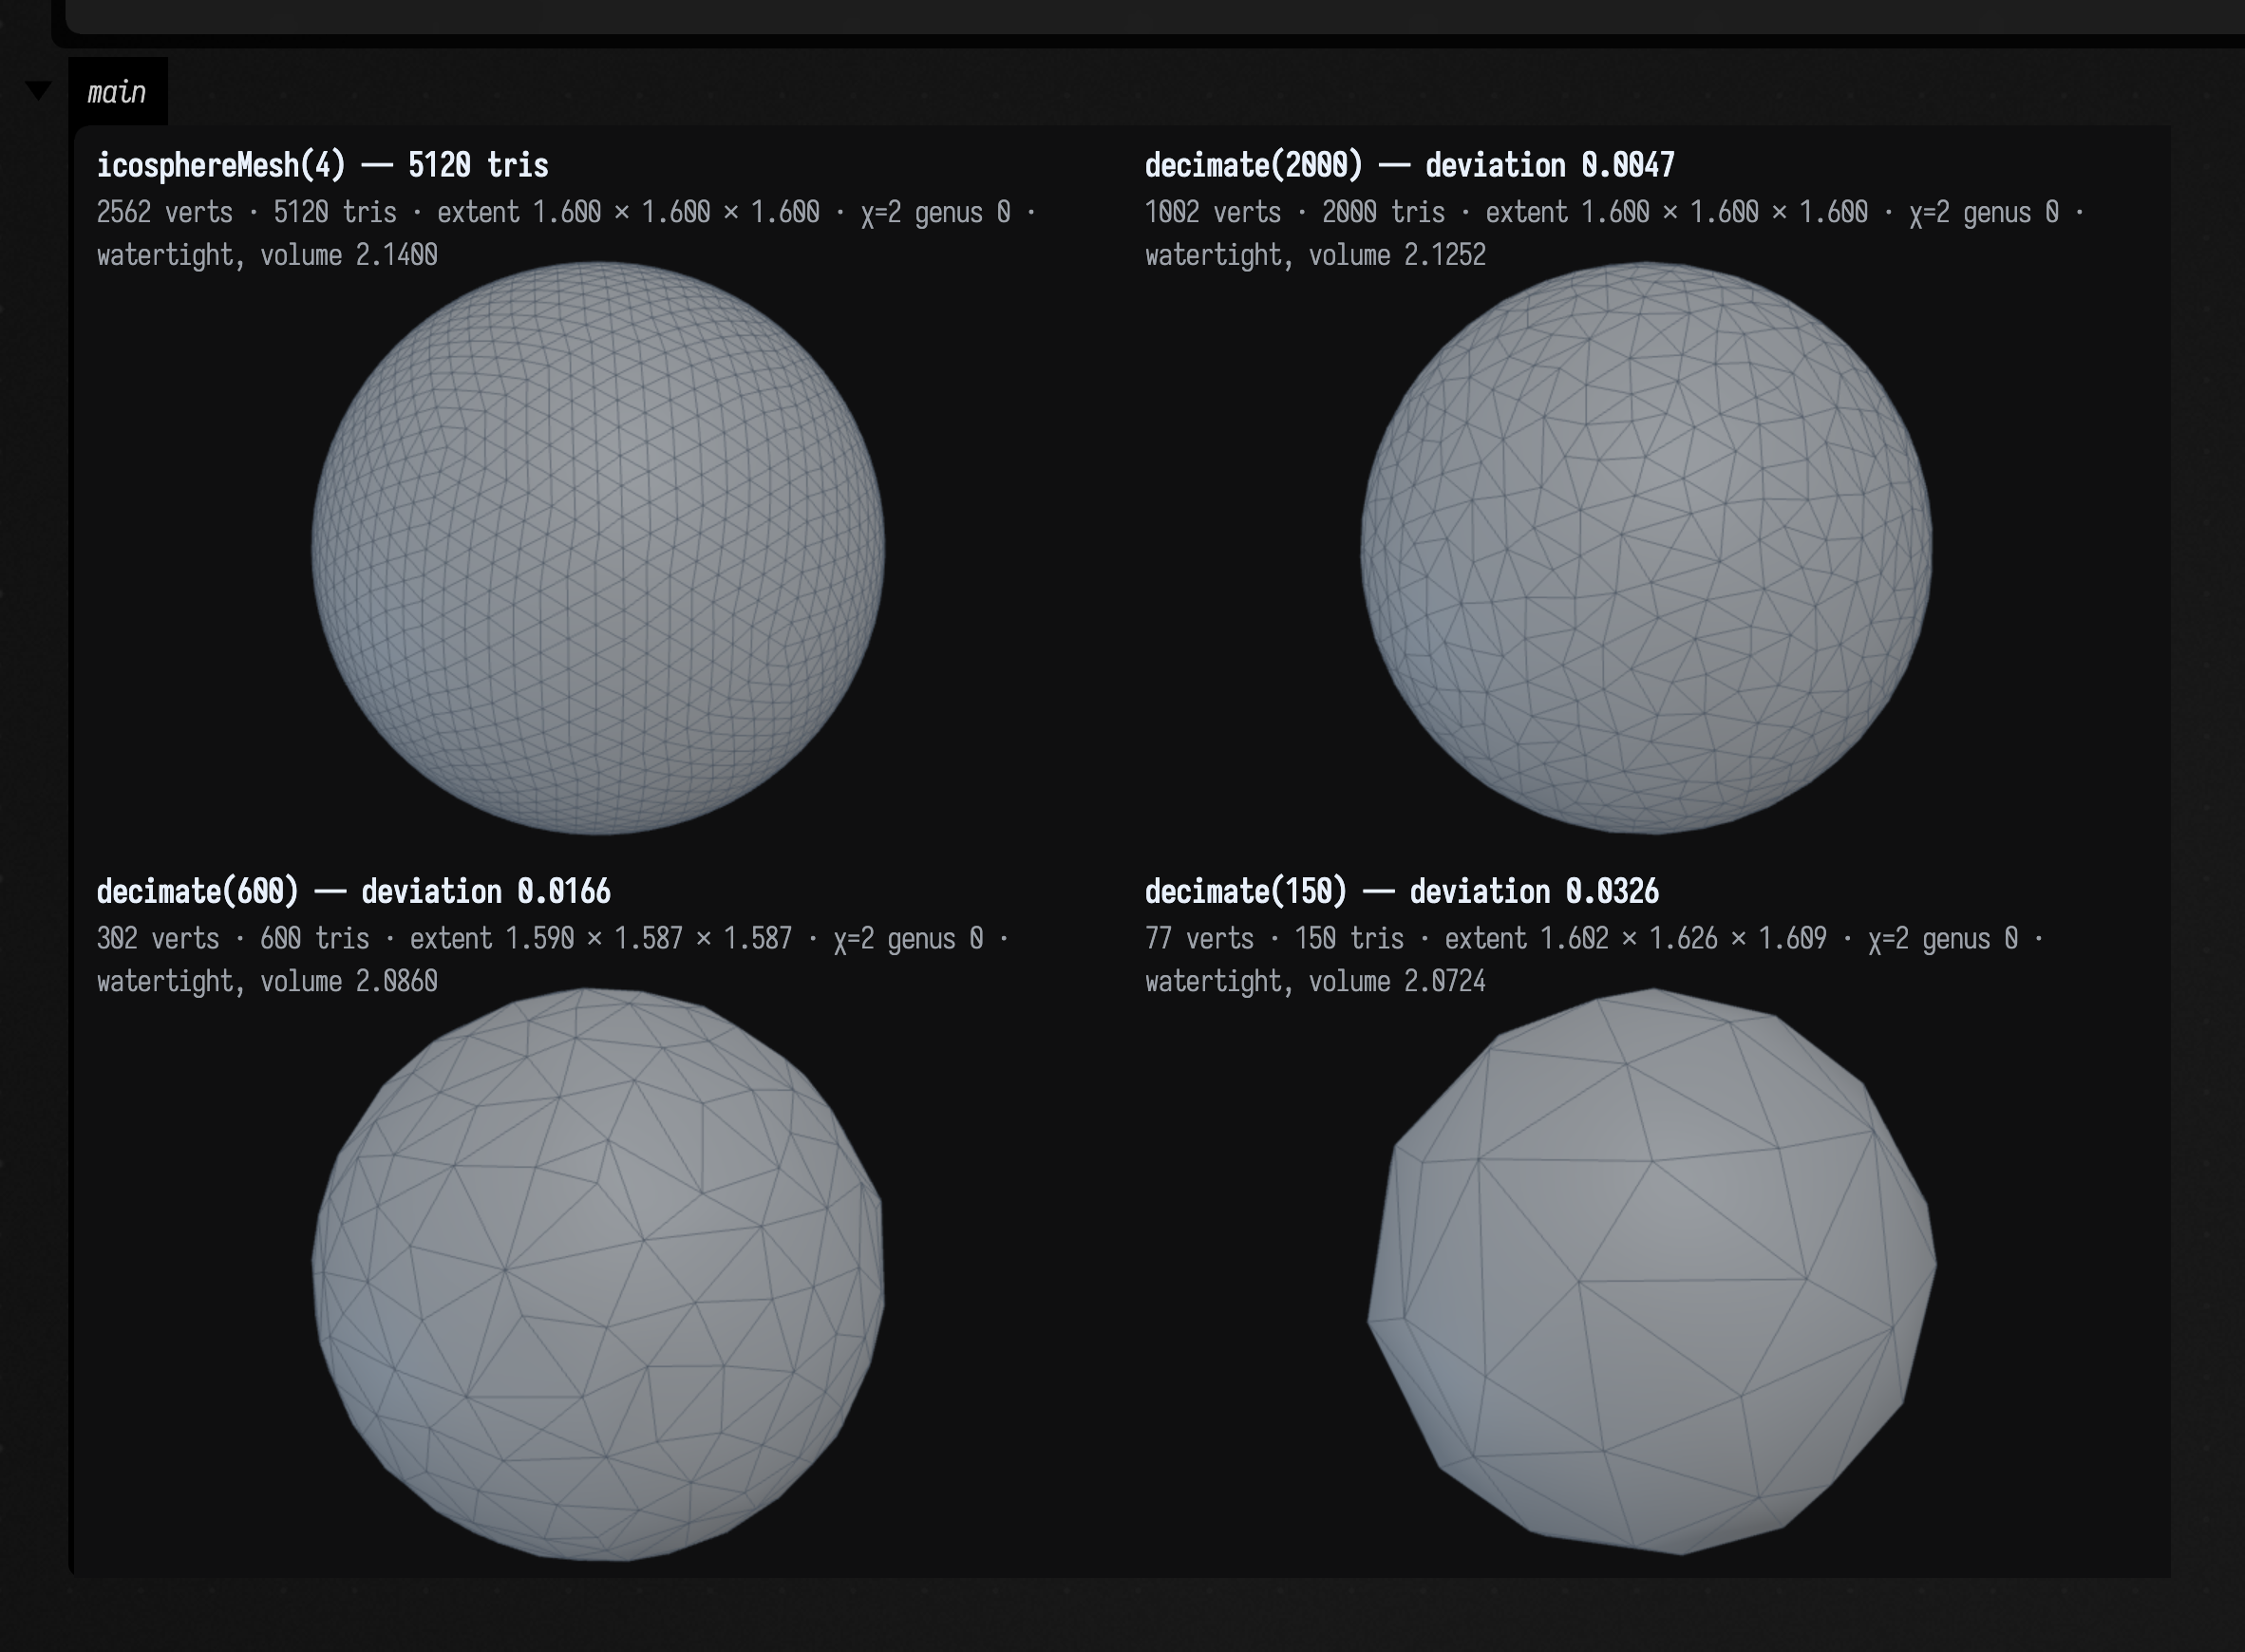 main
icosphereMesh(4) — 5120 tris
2562 verts · 5120 tris · extent 1.600 × 1.600 × 1.600 · χ=2 genus 0 ·
watertight, volume 2.1400
decimate(2000) — deviation 0.0047
1002 verts · 2000 tris · extent 1.600 × 1.600 × 1.600 · χ=2 genus 0 ·
watertight, volume 2.1252
decimate(600) — deviation 0.0166
302 verts · 600 tris · extent 1.590 × 1.587 × 1.587 · χ=2 genus 0 ·
watertight, volume 2.0860
decimate(150) — deviation 0.0326
77 verts · 150 tris · extent 1.602 × 1.626 × 1.609 · χ=2 genus 0 ·
watertight, volume 2.0724